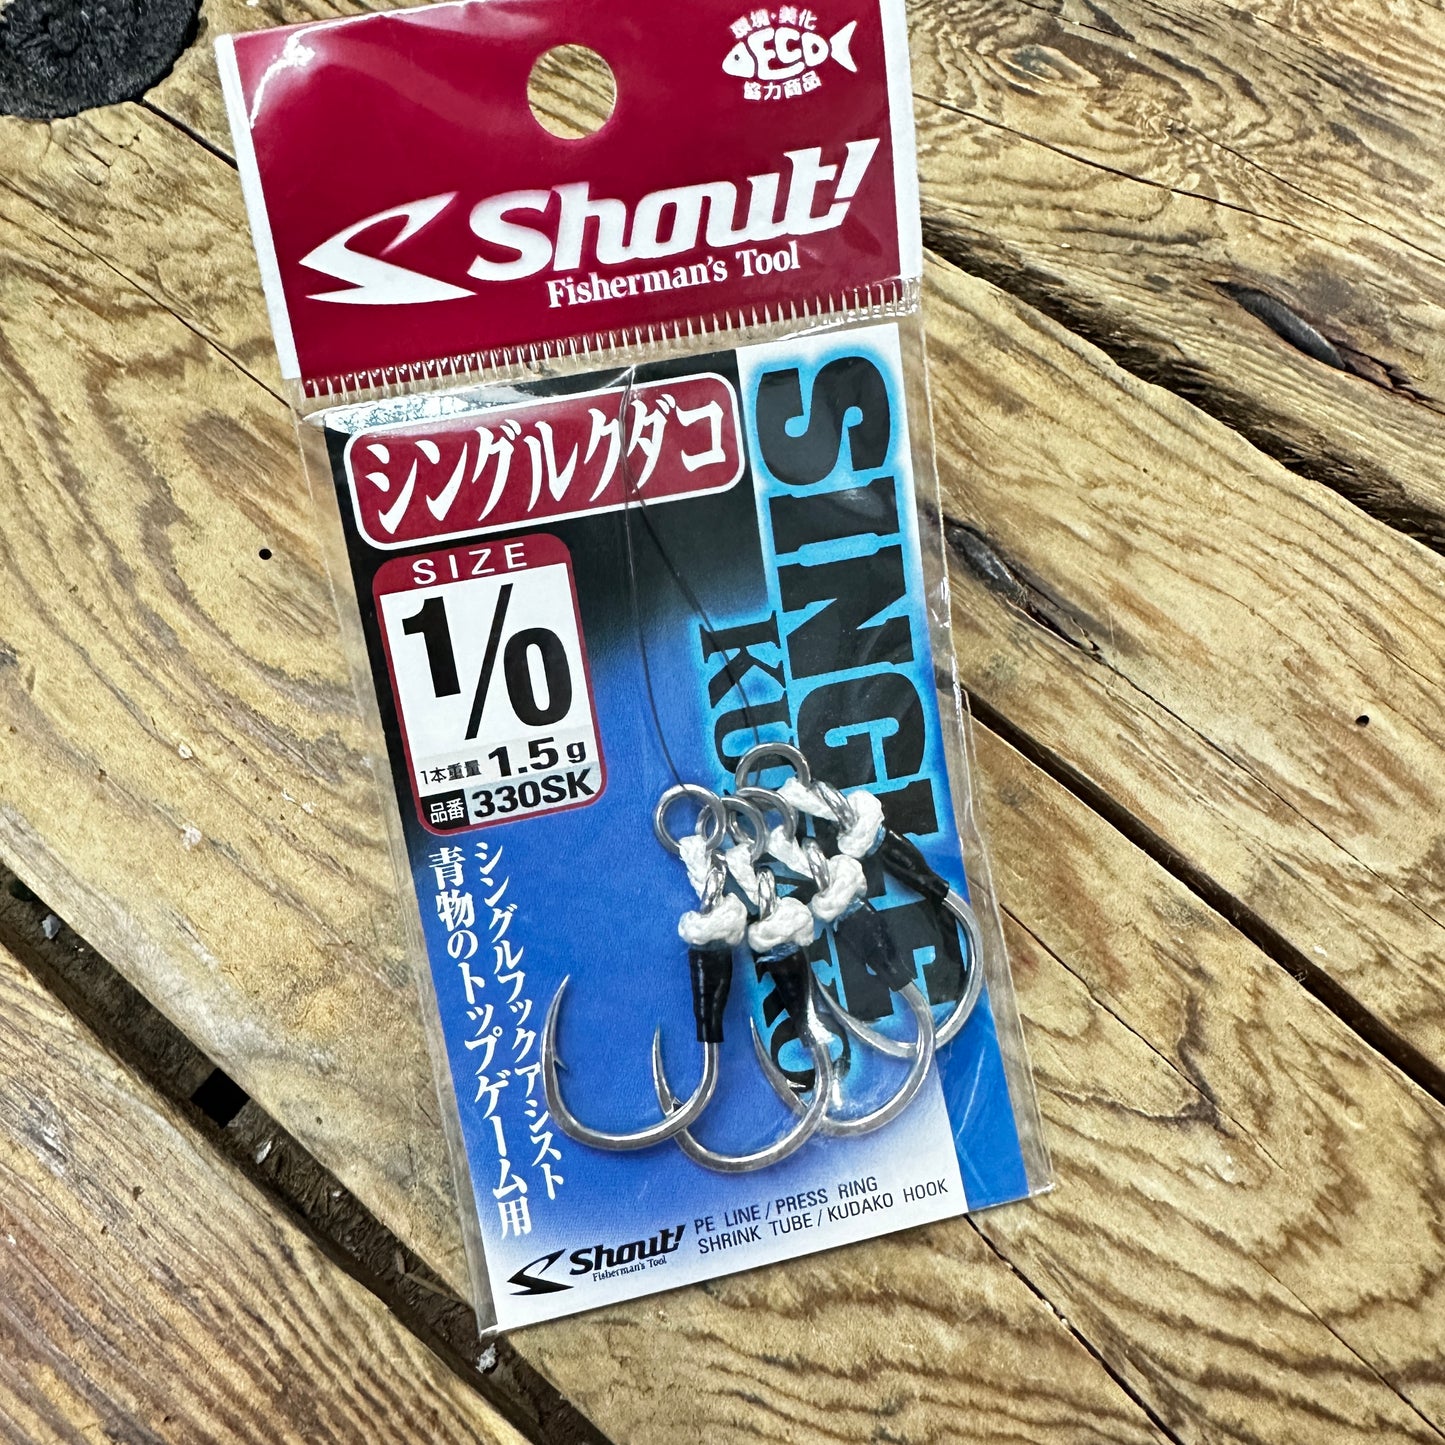 環境・美化
ECO
協力商品
Shout!
Fisherman's Tool
シングルクダコ
SIZE
1/0
1本重量 1.5g
品番 330SK
シングルフックアシスト
青物のトップゲーム用
SINGLE
KUDAKO
Shout!
Fisherman's Tool
PE LINE/PRESS RING
SHRINK TUBE/KUDAKO HOOK